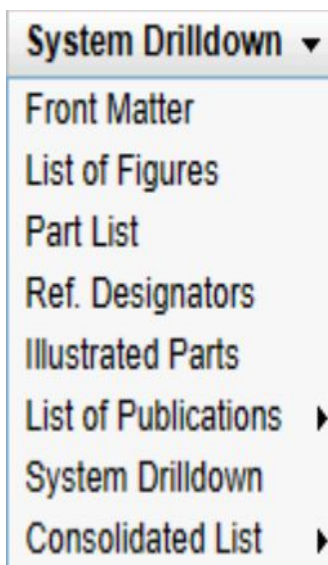 System Drilldown
Front Matter
List of Figures
Part List
Ref. Designators
Illustrated Parts
List of Publications
System Drilldown
Consolidated List